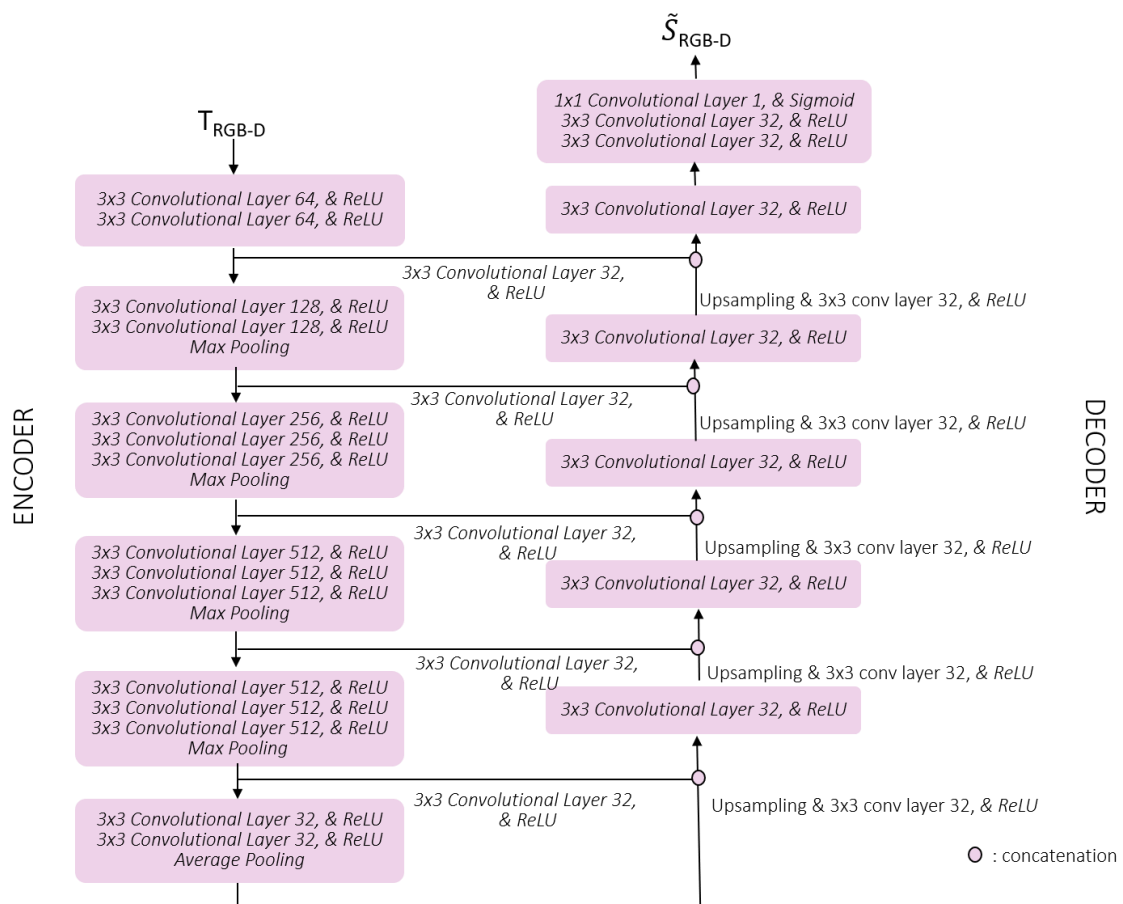 T RGB-D
3x3 Convolutional Layer 64, & ReLU
3x3 Convolutional Layer 64, & ReLU
3x3 Convolutional Layer 128, & ReLU
3x3 Convolutional Layer 128, & ReLU
Max Pooling
3x3 Convolutional Layer 256, & ReLU
3x3 Convolutional Layer 256, & ReLU
3x3 Convolutional Layer 256, & ReLU
Max Pooling
3x3 Convolutional Layer 512, & ReLU
3x3 Convolutional Layer 512, & ReLU
3x3 Convolutional Layer 512, & ReLU
Max Pooling
3x3 Convolutional Layer 512, & ReLU
3x3 Convolutional Layer 512, & ReLU
3x3 Convolutional Layer 512, & ReLU
Max Pooling
3x3 Convolutional Layer 32, & ReLU
3x3 Convolutional Layer 32, & ReLU
Average Pooling
ENCODER
3x3 Convolutional Layer 32,
& ReLU
3x3 Convolutional Layer 32,
& ReLU
3x3 Convolutional Layer 32,
& ReLU
3x3 Convolutional Layer 32,
& ReLU
3x3 Convolutional Layer 32,
& ReLU
S̃ RGB-D
1x1 Convolutional Layer 1, & Sigmoid
3x3 Convolutional Layer 32, & ReLU
3x3 Convolutional Layer 32, & ReLU
3x3 Convolutional Layer 32, & ReLU
Upsampling & 3x3 conv layer 32, & ReLU
3x3 Convolutional Layer 32, & ReLU
Upsampling & 3x3 conv layer 32, & ReLU
3x3 Convolutional Layer 32, & ReLU
Upsampling & 3x3 conv layer 32, & ReLU
3x3 Convolutional Layer 32, & ReLU
Upsampling & 3x3 conv layer 32, & ReLU
3x3 Convolutional Layer 32, & ReLU
Upsampling & 3x3 conv layer 32, & ReLU
DECODER
: concatenation